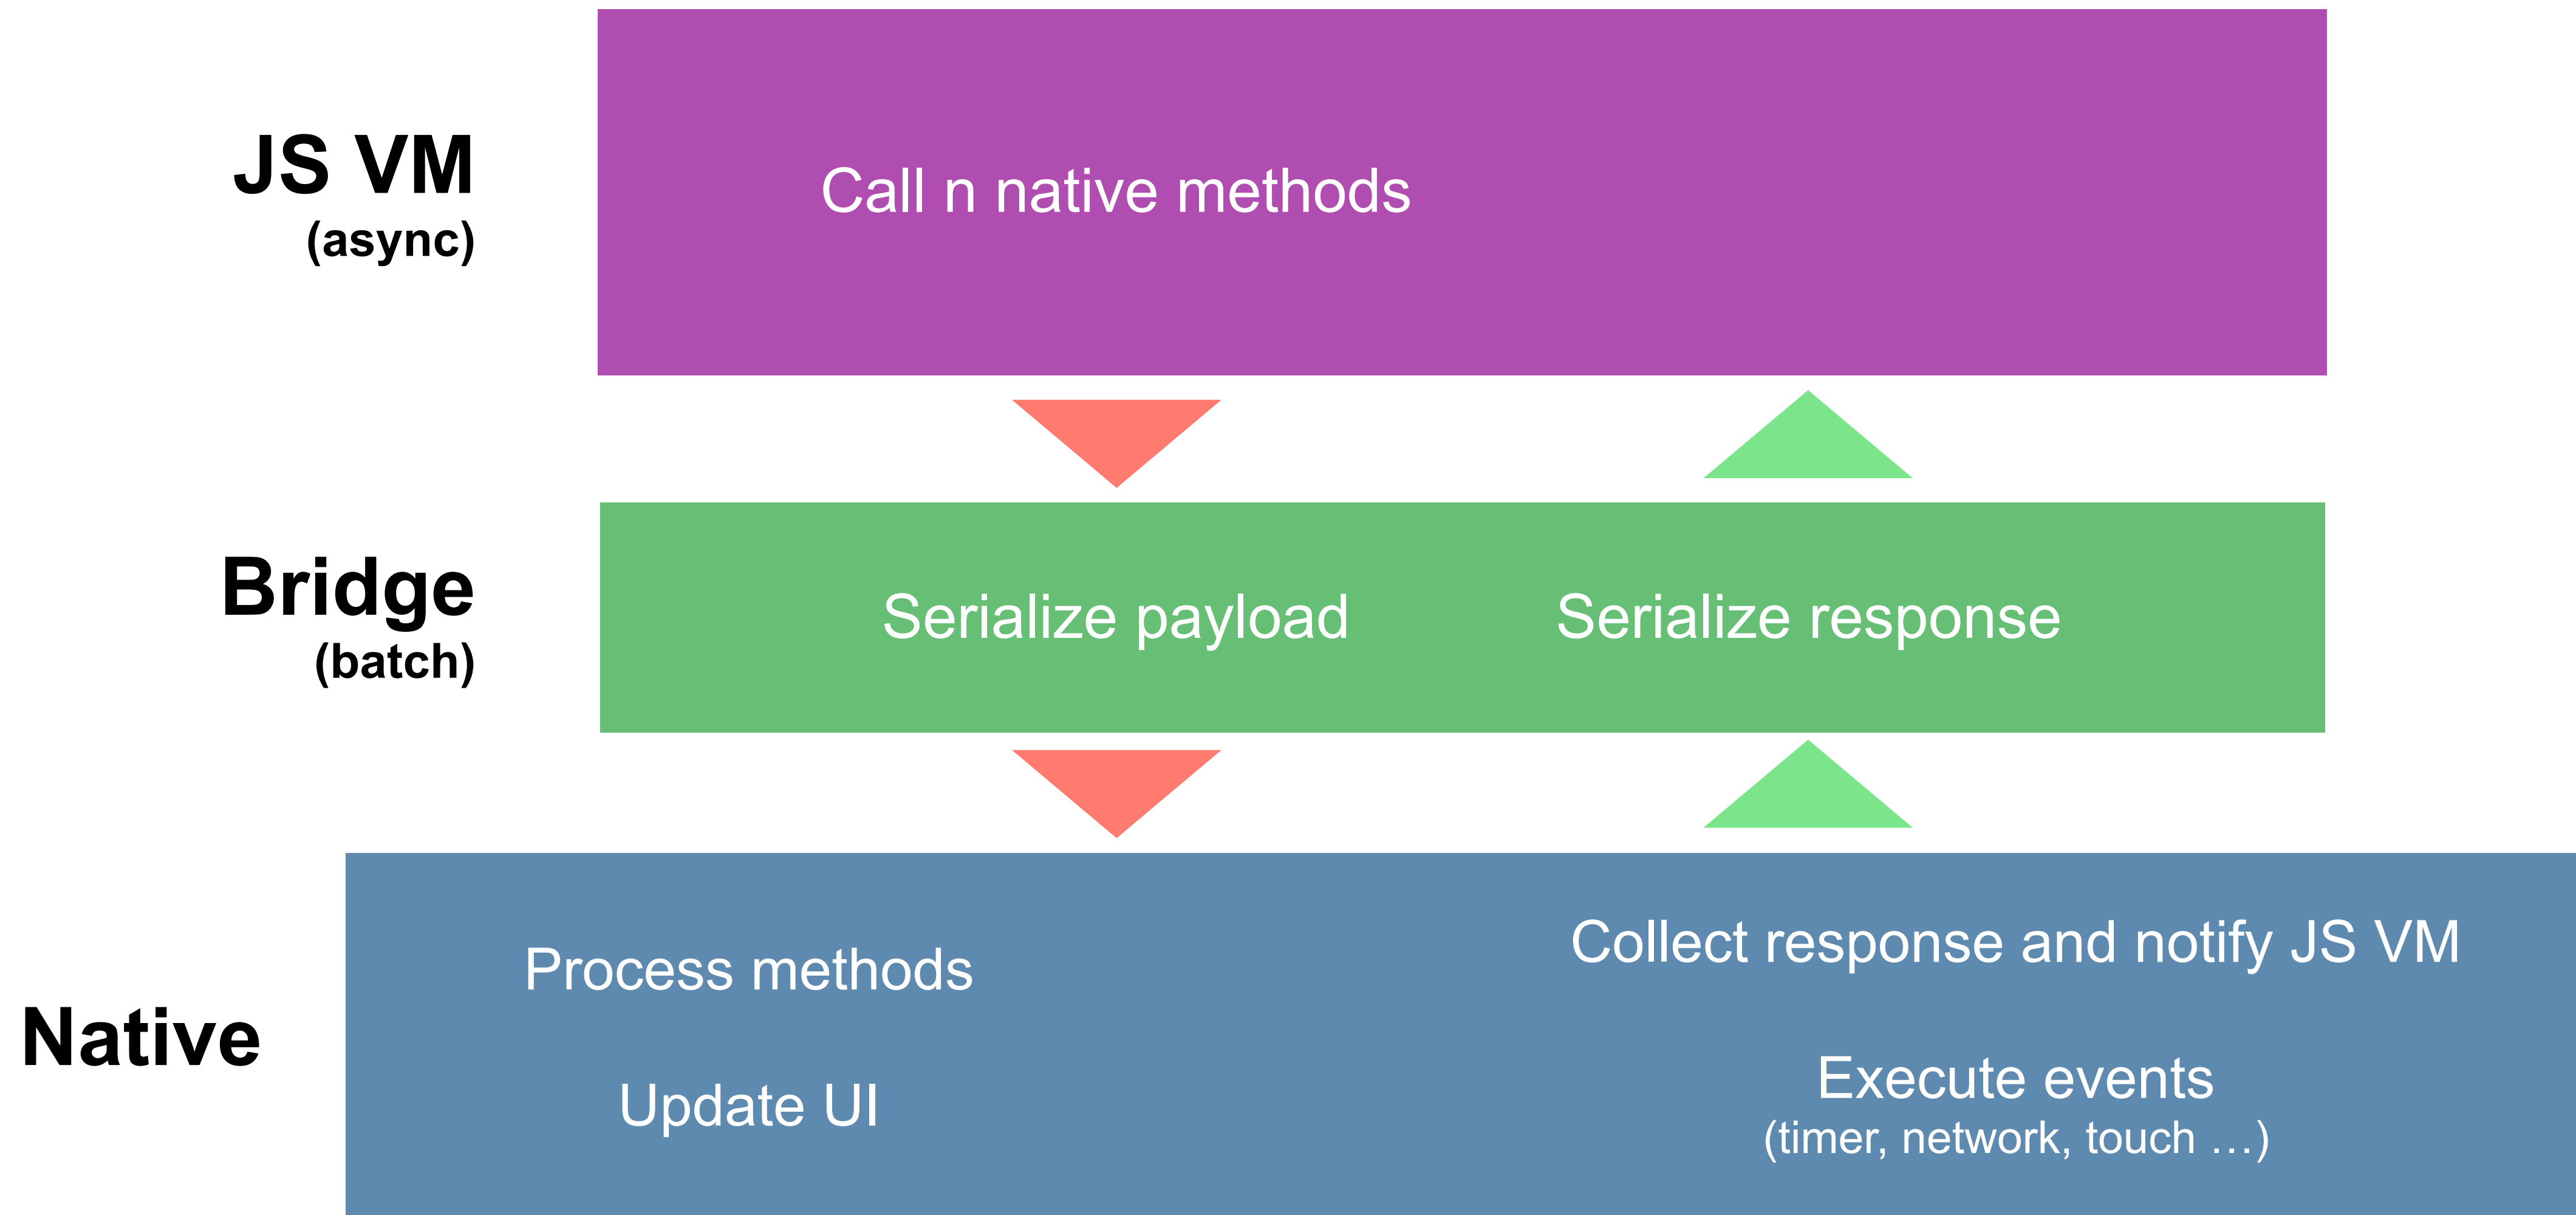 JS VM
(async)
Call n native methods
Bridge
(batch)
Serialize payload
Serialize response
Native
Process methods
Update UI
Collect response and notify JS VM
Execute events
(timer, network, touch …)